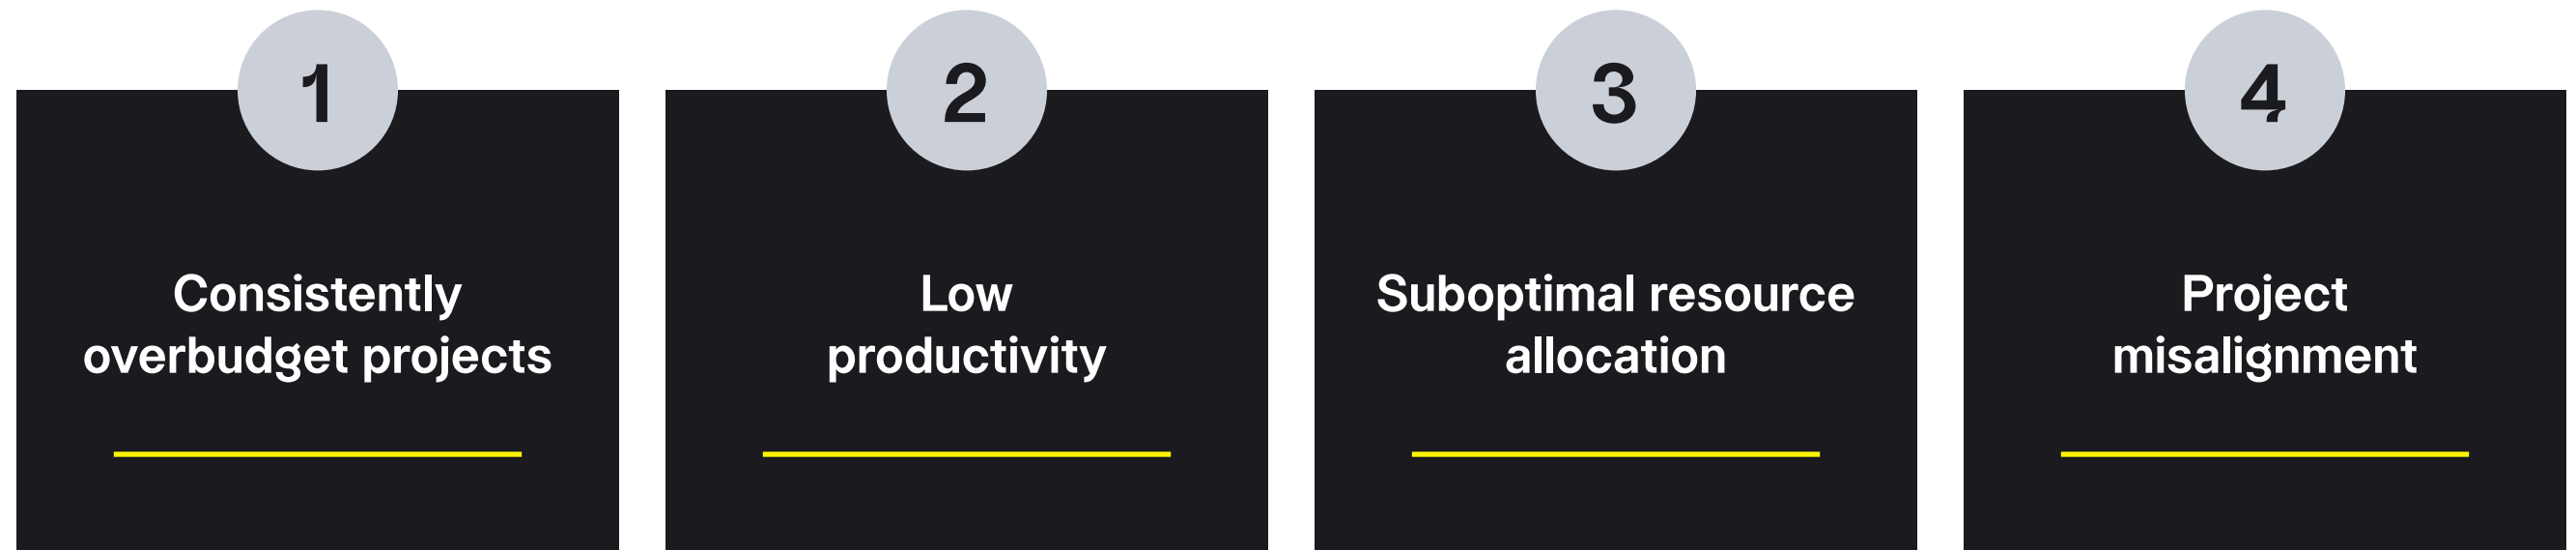 1
Consistently
overbudget projects
2
Low
productivity
3
Suboptimal resource
allocation
4
Project
misalignment